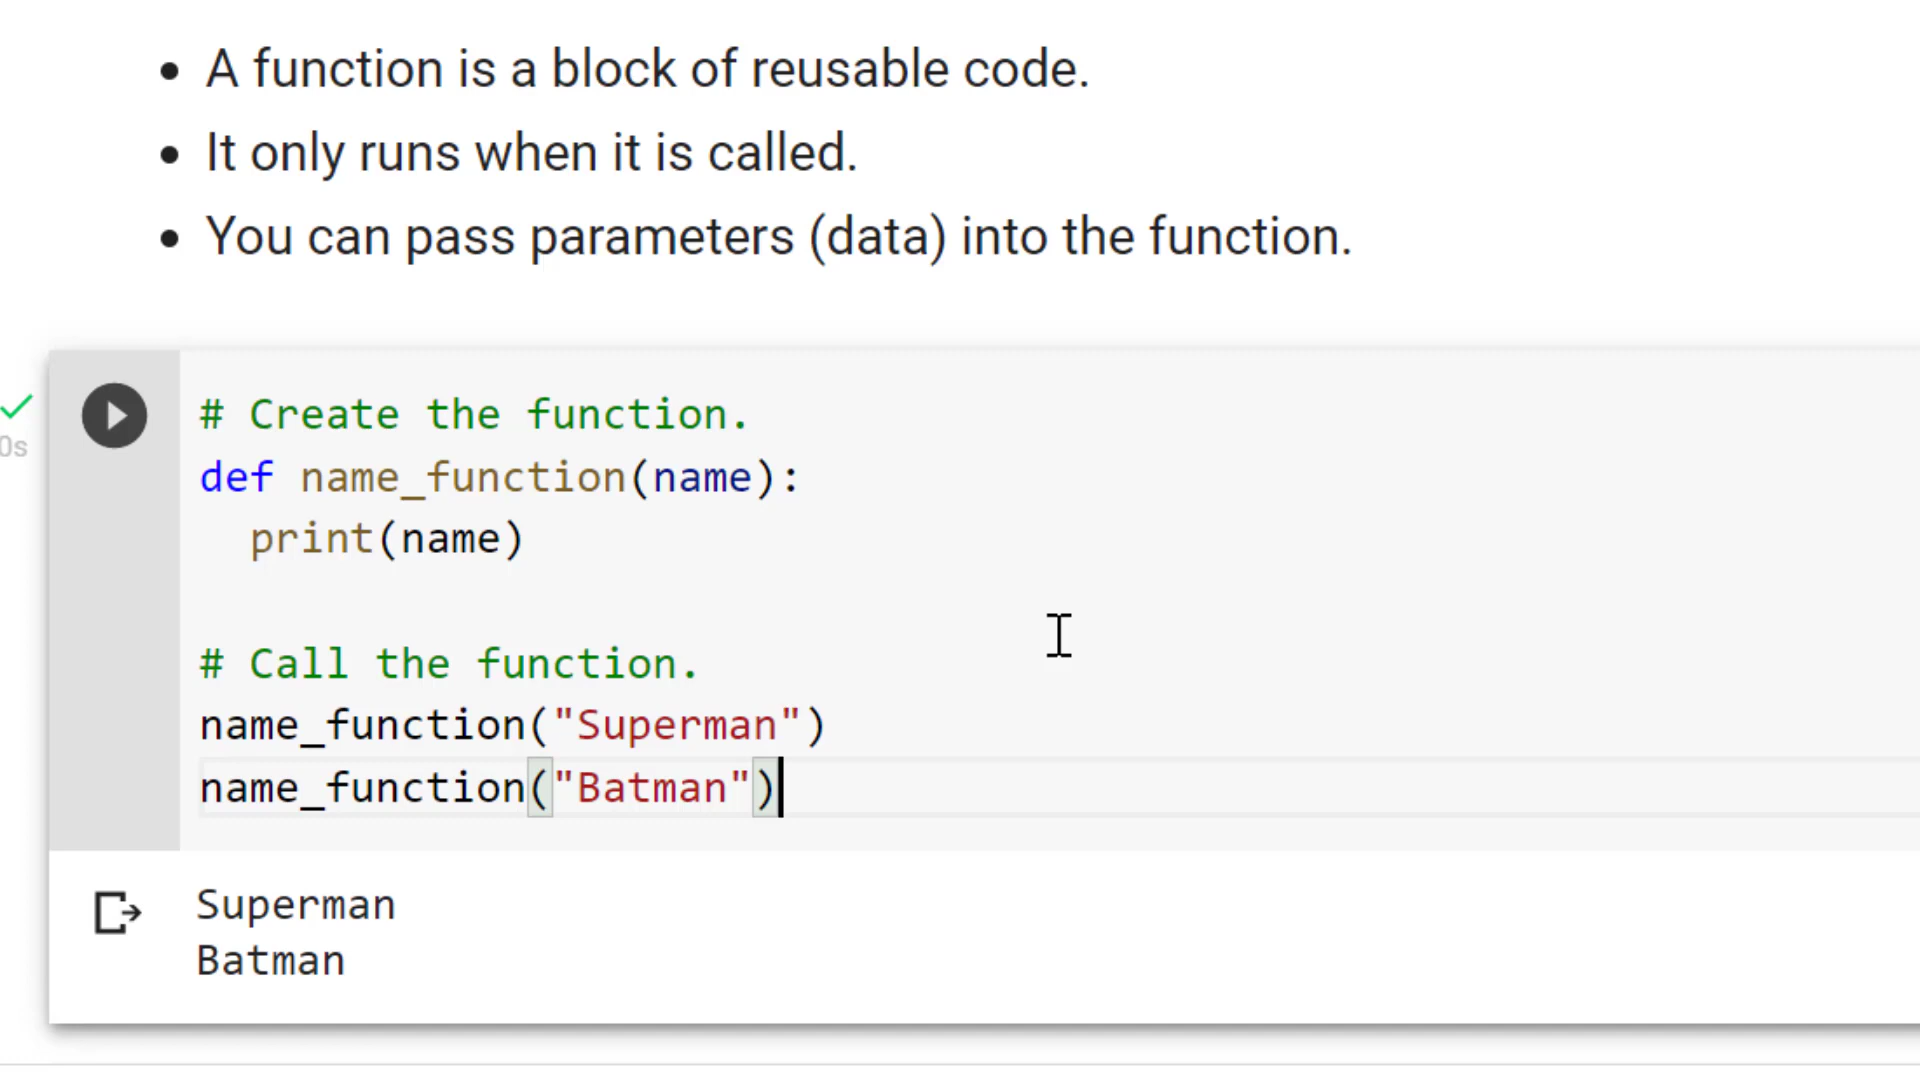 • A function is a block of reusable code.
• It only runs when it is called.
• You can pass parameters (data) into the function.
# Create the function.
0s
def name_function(name):
  print(name)
# Call the function.
name_function("Superman")
name_function("Batman")
Superman
Batman